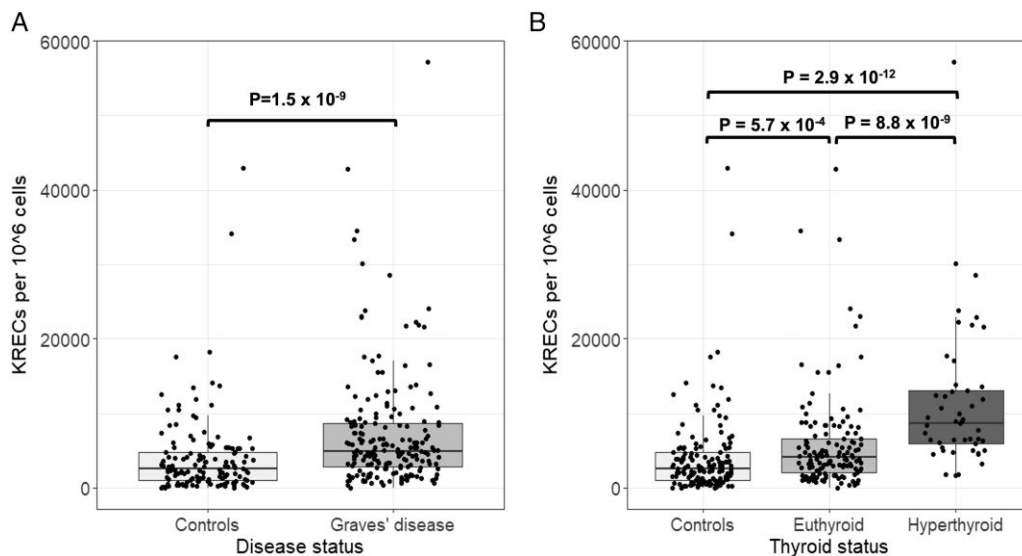 A
KRECs per 10^6 cells
60000
40000
20000
0
P=1.5 x 10-9
Controls
Graves' disease
Disease status
B
KRECs per 10^6 cells
60000
40000
20000
0
P = 2.9 x 10-12
P = 5.7 x 10-4
P = 8.8 x 10-9
Controls
Euthyroid
Hyperthyroid
Thyroid status